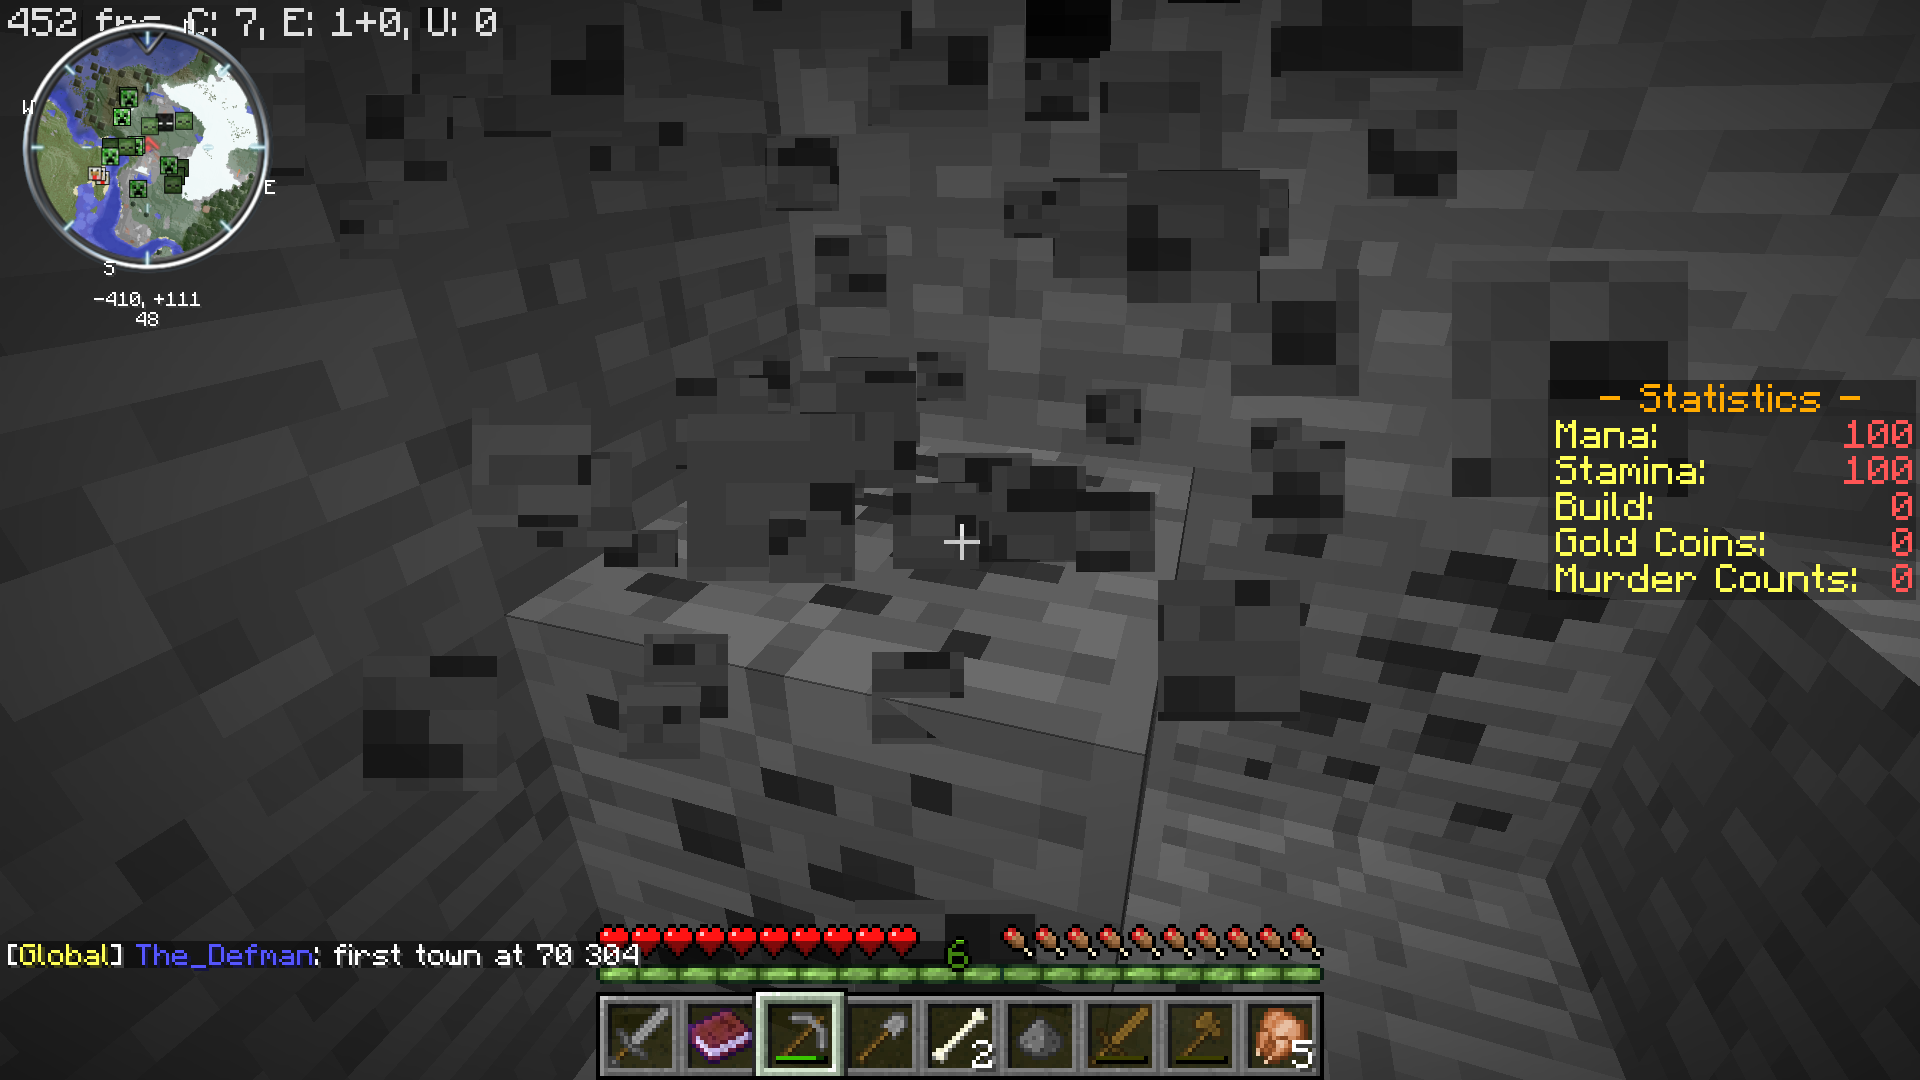 452 fps C: 7, E: 1+0, U: 0
W
E
S
-410, +111
48
- Statistics -
Mana: 100
Stamina: 100
Build: 0
Gold Coins: 0
Murder Counts: 0
[Global] The_Defman: first town at 70 304
6
2
5